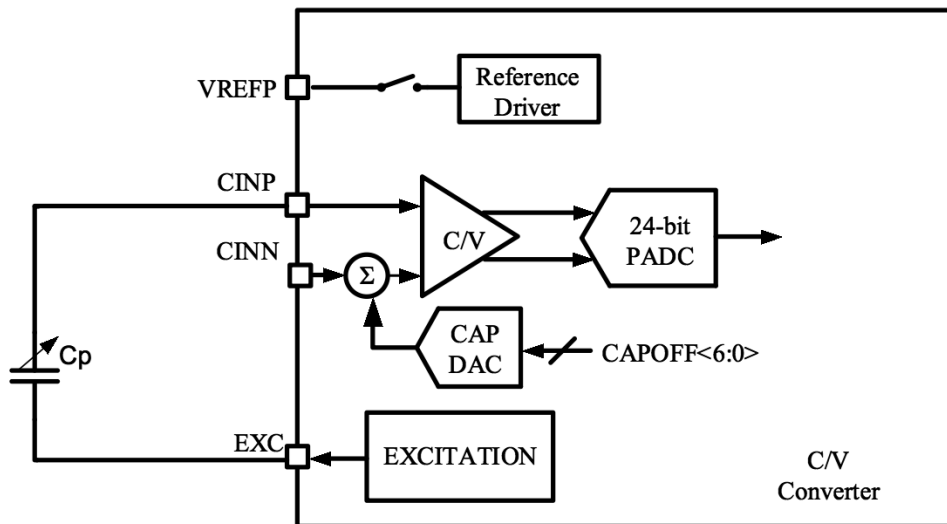 VREFP
Reference
Driver
CINP
CINN
C/V
24-bit
PADC
Σ
CAP
DAC
CAPOFF<6:0>
Cp
EXC
EXCITATION
C/V
Converter